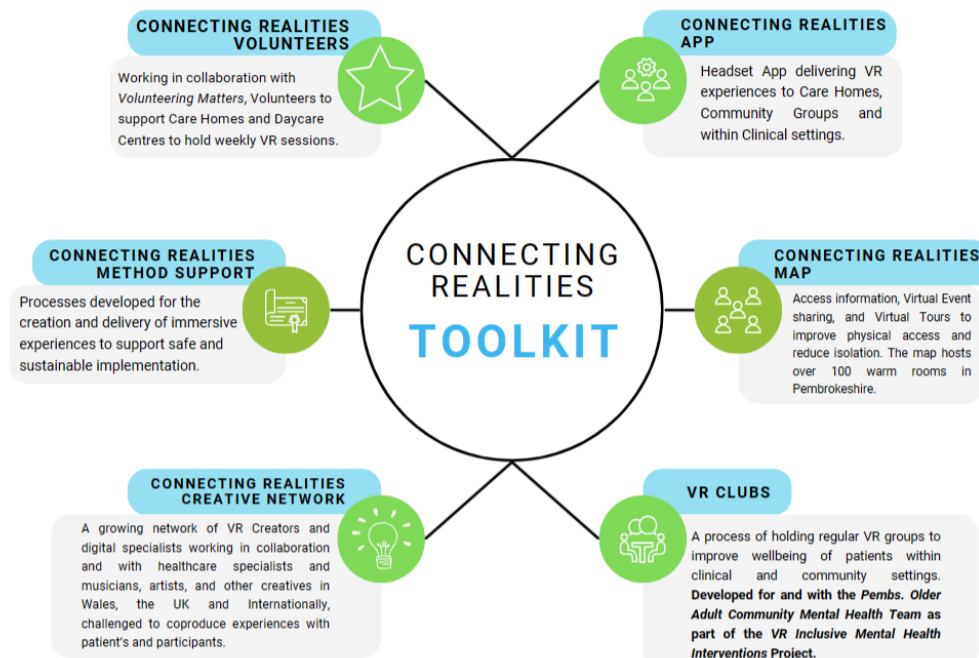 CONNECTING REALITIES
VOLUNTEERS
Working in collaboration with
Volunteering Matters, Volunteers to
support Care Homes and Daycare
Centres to hold weekly VR sessions.
CONNECTING REALITIES
APP
Headset App delivering VR
experiences to Care Homes,
Community Groups and
within Clinical settings.
CONNECTING REALITIES
METHOD SUPPORT
Processes developed for the
creation and delivery of immersive
experiences to support safe and
sustainable implementation.
CONNECTING
REALITIES
TOOLKIT
CONNECTING REALITIES
MAP
Access information, Virtual Event
sharing, and Virtual Tours to
improve physical access and
reduce isolation. The map hosts
over 100 warm rooms in
Pembrokeshire.
CONNECTING REALITIES
CREATIVE NETWORK
A growing network of VR Creators and
digital specialists working in collaboration
and with healthcare specialists and
musicians, artists, and other creatives in
Wales, the UK and Internationally,
challenged to coproduce experiences with
patient's and participants.
VR CLUBS
A process of holding regular VR groups to
improve wellbeing of patients within
clinical and community settings.
Developed for and with the Pembs. Older
Adult Community Mental Health Team as
part of the VR Inclusive Mental Health
Interventions Project.